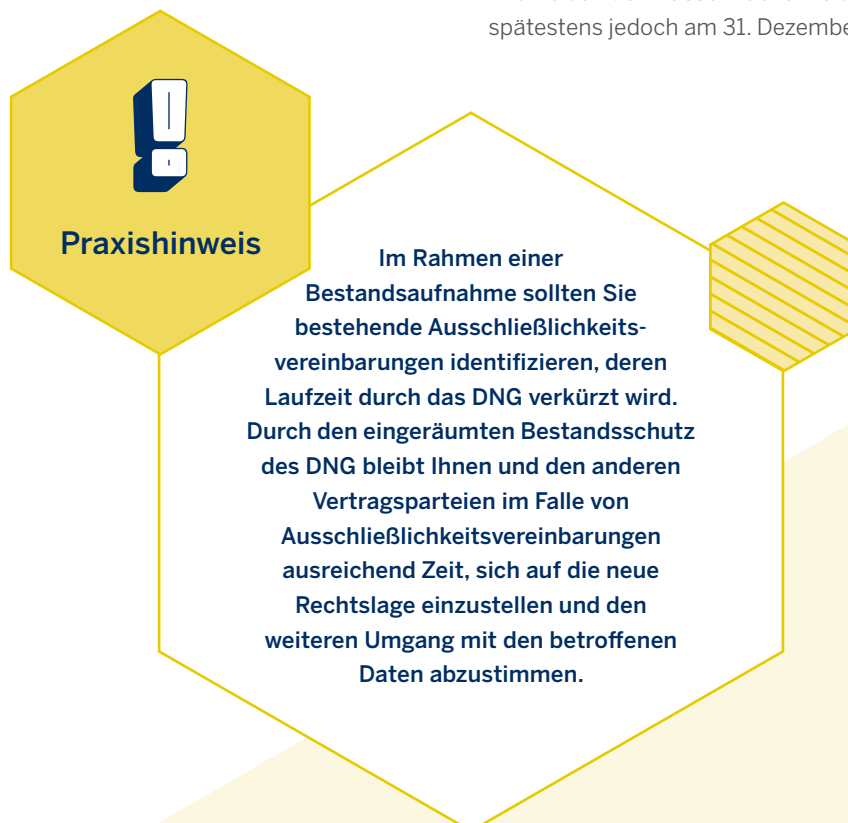 spätestens jedoch am 31. Dezembe
Praxishinweis
Im Rahmen einer
Bestandsaufnahme sollten Sie
bestehende Ausschließlichkeits-
vereinbarungen identifizieren, deren
Laufzeit durch das DNG verkürzt wird.
Durch den eingeräumten Bestandsschutz
des DNG bleibt Ihnen und den anderen
Vertragsparteien im Falle von
Ausschließlichkeitsvereinbarungen
ausreichend Zeit, sich auf die neue
Rechtslage einzustellen und den
weiteren Umgang mit den betroffenen
Daten abzustimmen.